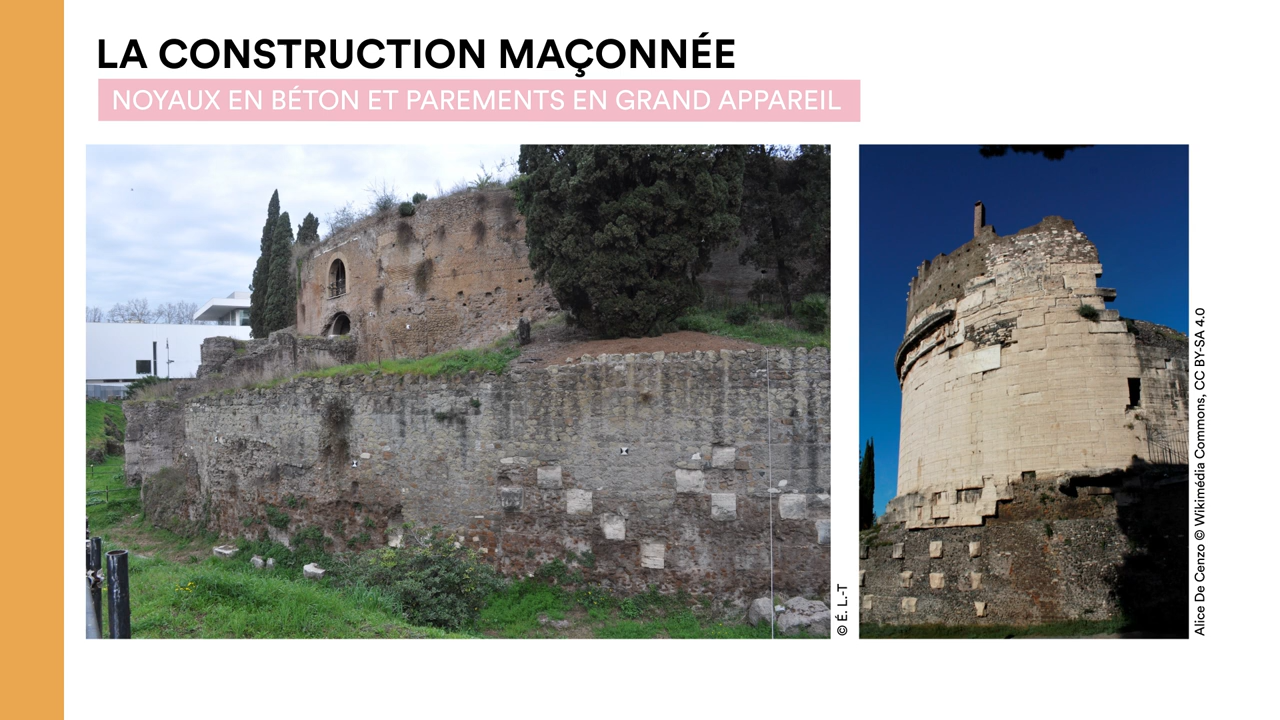 LA CONSTRUCTION MAÇONNÉE
NOYAUX EN BÉTON ET PAREMENTS EN GRAND APPAREIL
© É. L.-T
Alice De Cenzo © Wikimédia Commons, CC BY-SA 4.0